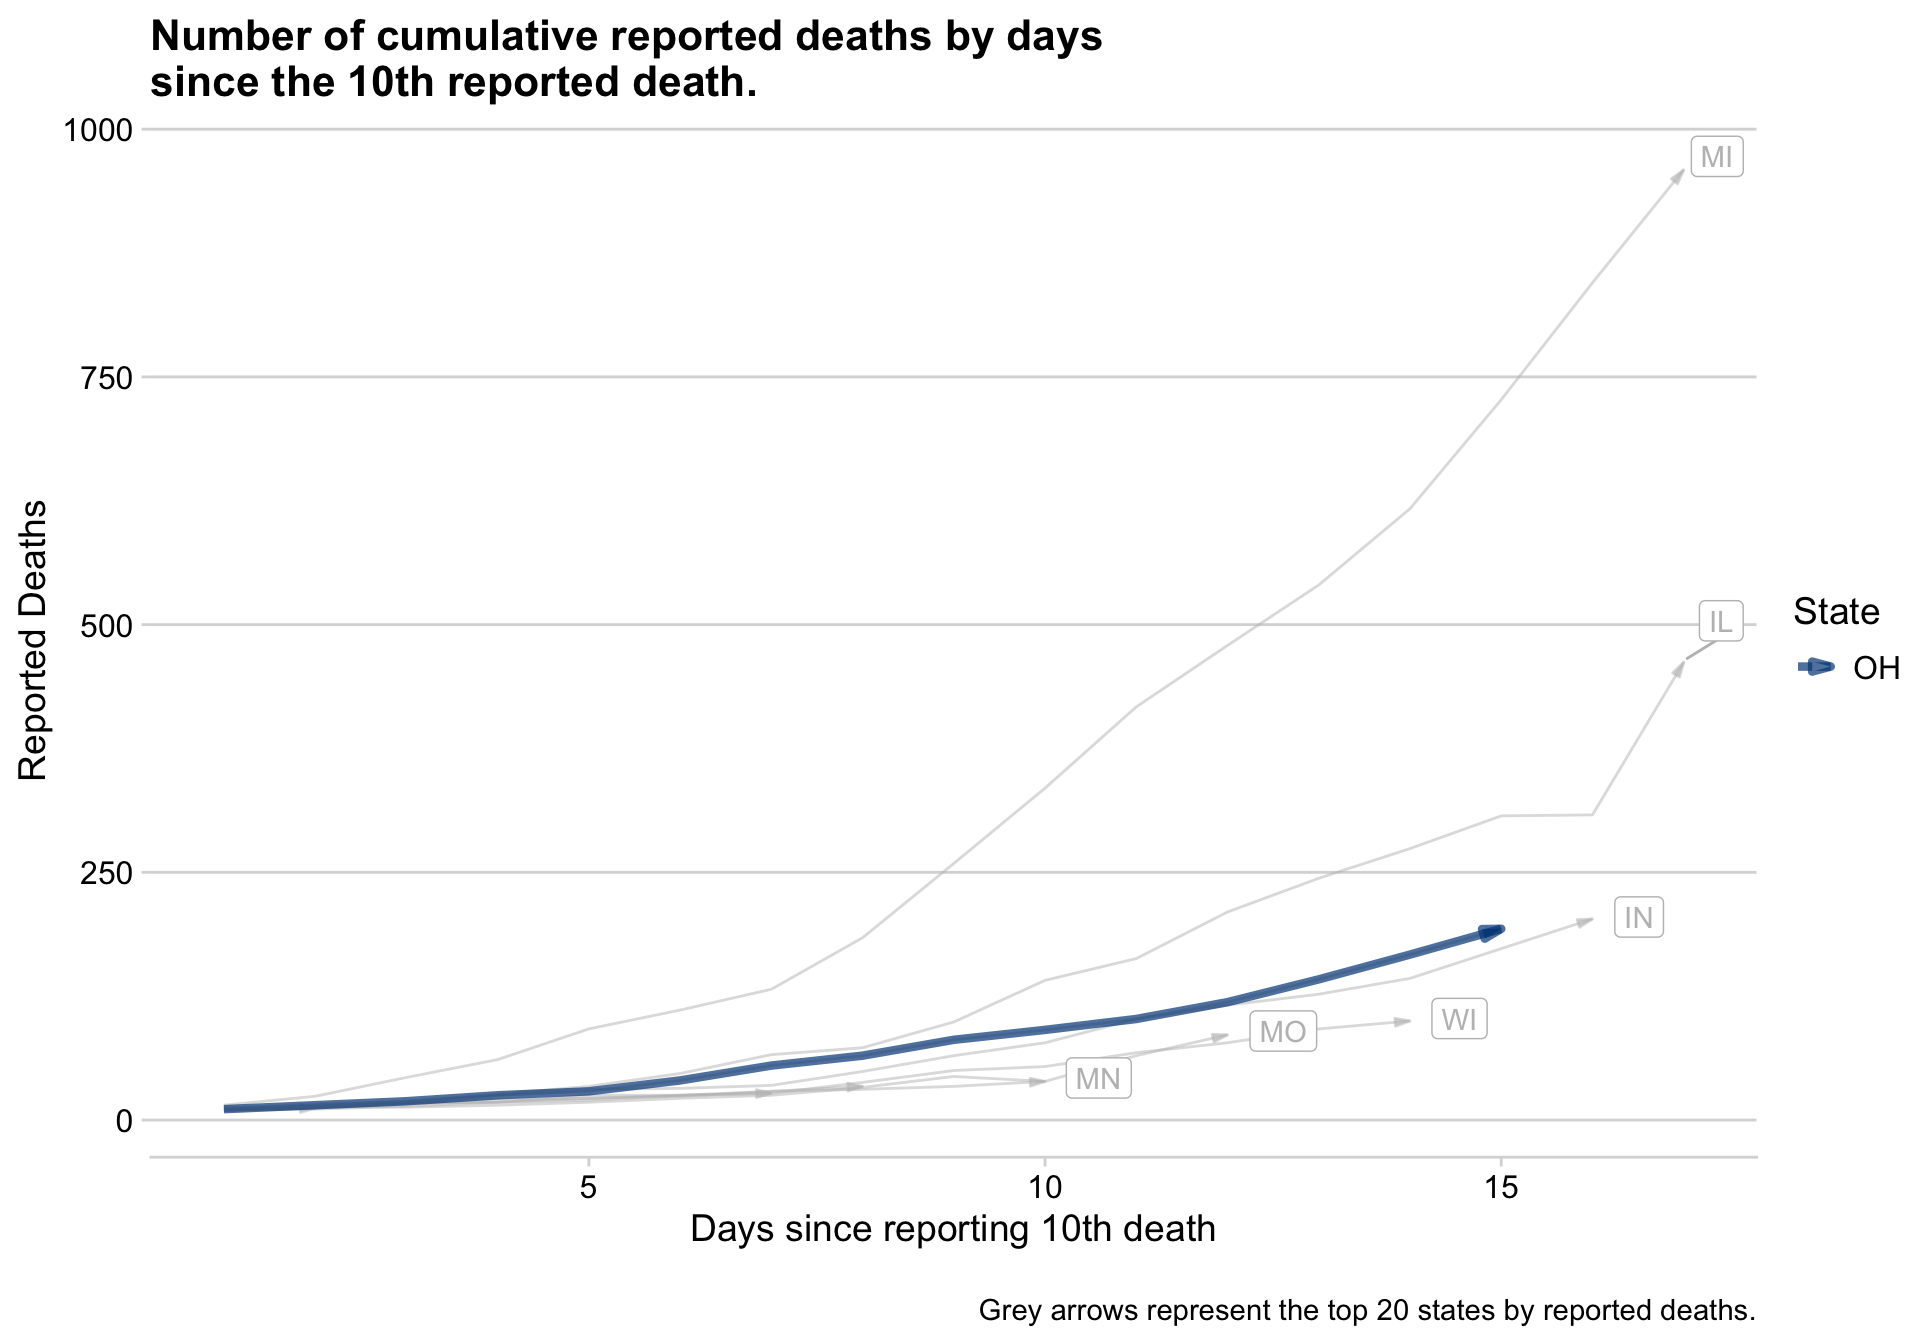 Number of cumulative reported deaths by days
since the 10th reported death.
1000
750
500
250
0
Reported Deaths
MI
IL
IN
WI
MO
MN
State
OH
5
10
15
Days since reporting 10th death
Grey arrows represent the top 20 states by reported deaths.